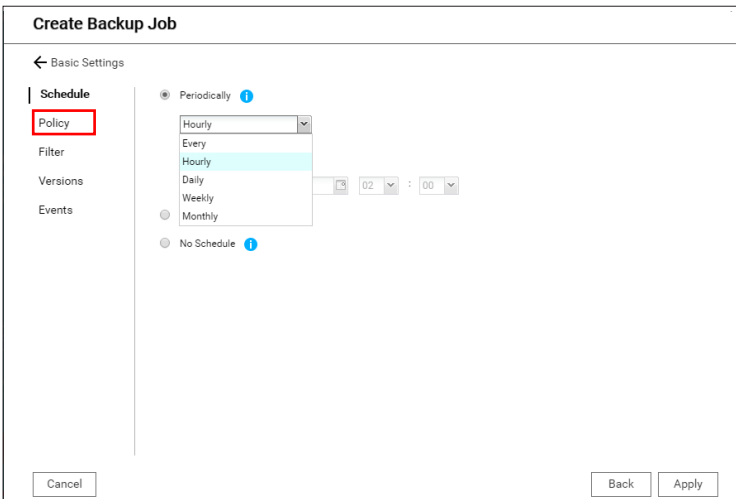 Create Backup Job
← Basic Settings
Schedule
Policy
Filter
Versions
Events
Periodically
Hourly
Every
Hourly
Daily
Weekly
Monthly
02 : 00
No Schedule
Cancel
Back
Apply